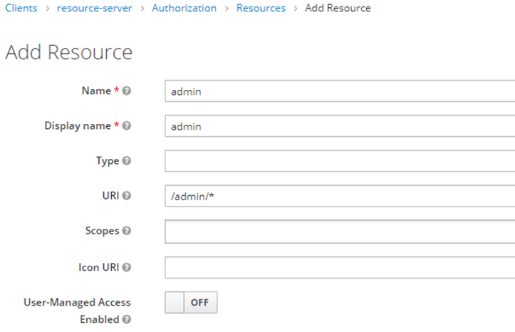 Clients > resource-server > Authorization > Resources > Add Resource
Add Resource
Name * admin
Display name * admin
Type
URI /admin/*
Scopes
Icon URI
User-Managed Access OFF
Enabled